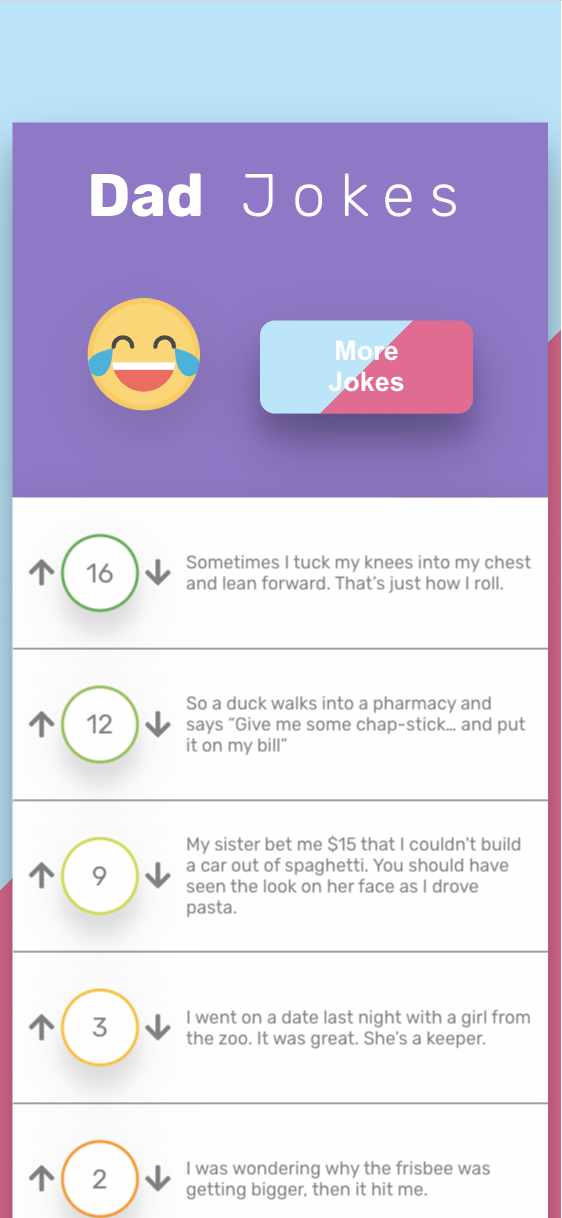 Dad Jokes
More
Jokes
16
Sometimes I tuck my knees into my chest
and lean forward. That’s just how I roll.
12
So a duck walks into a pharmacy and
says “Give me some chap-stick… and put
it on my bill”
9
My sister bet me $15 that I couldn’t build
a car out of spaghetti. You should have
seen the look on her face as I drove
pasta.
3
I went on a date last night with a girl from
the zoo. It was great. She’s a keeper.
2
I was wondering why the frisbee was
getting bigger, then it hit me.